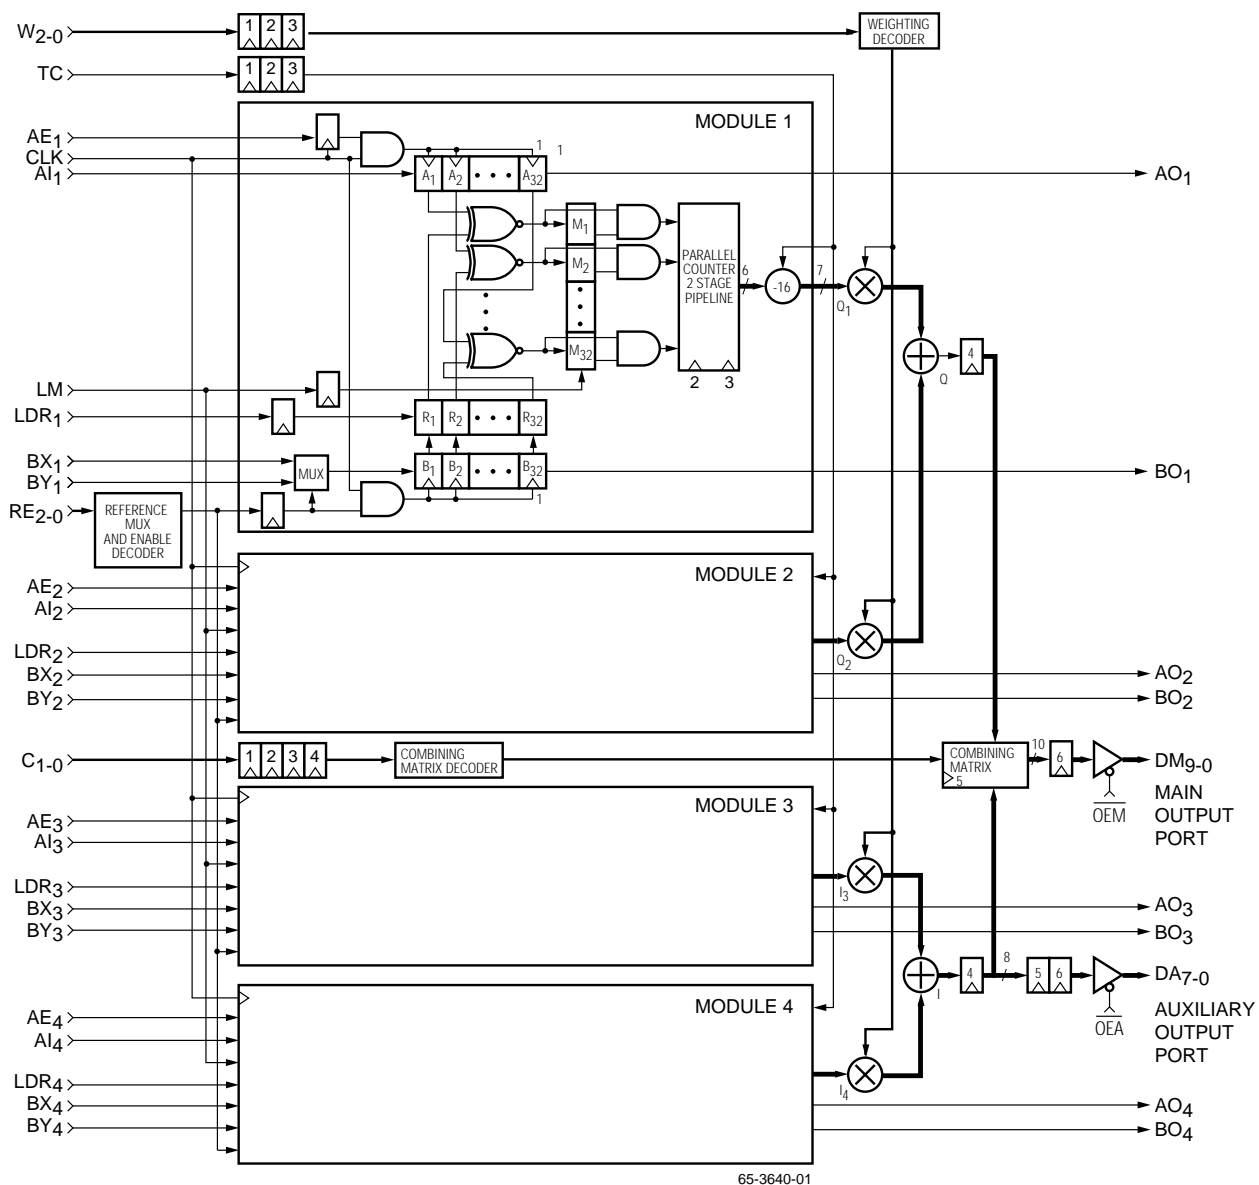 W2-0
1 2 3
WEIGHTING
DECODER
TC
1 2 3
MODULE 1
AE1
CLK
AI1
1
1
A1 A2 • • • A32
AO1
M1
M2
M32
PARALLEL
COUNTER
2 STAGE
PIPELINE
2 3
6
-16
7
Q1
Q
4
LM
LDR1
R1 R2 • • • R32
BX1
BY1
MUX
B1 B2 • • • B32
1
BO1
RE2-0
REFERENCE
MUX
AND ENABLE
DECODER
MODULE 2
AE2
AI2
LDR2
BX2
BY2
Q2
AO2
BO2
C1-0
1 2 3 4
COMBINING
MATRIX DECODER
COMBINING
MATRIX
5
10
6
OEM
DM9-0
MAIN
OUTPUT
PORT
MODULE 3
AE3
AI3
LDR3
BX3
BY3
I3
AO3
BO3
I
4
8
5 6
OEA
DA7-0
AUXILIARY
OUTPUT
PORT
MODULE 4
AE4
AI4
LDR4
BX4
BY4
I4
AO4
BO4
65-3640-01